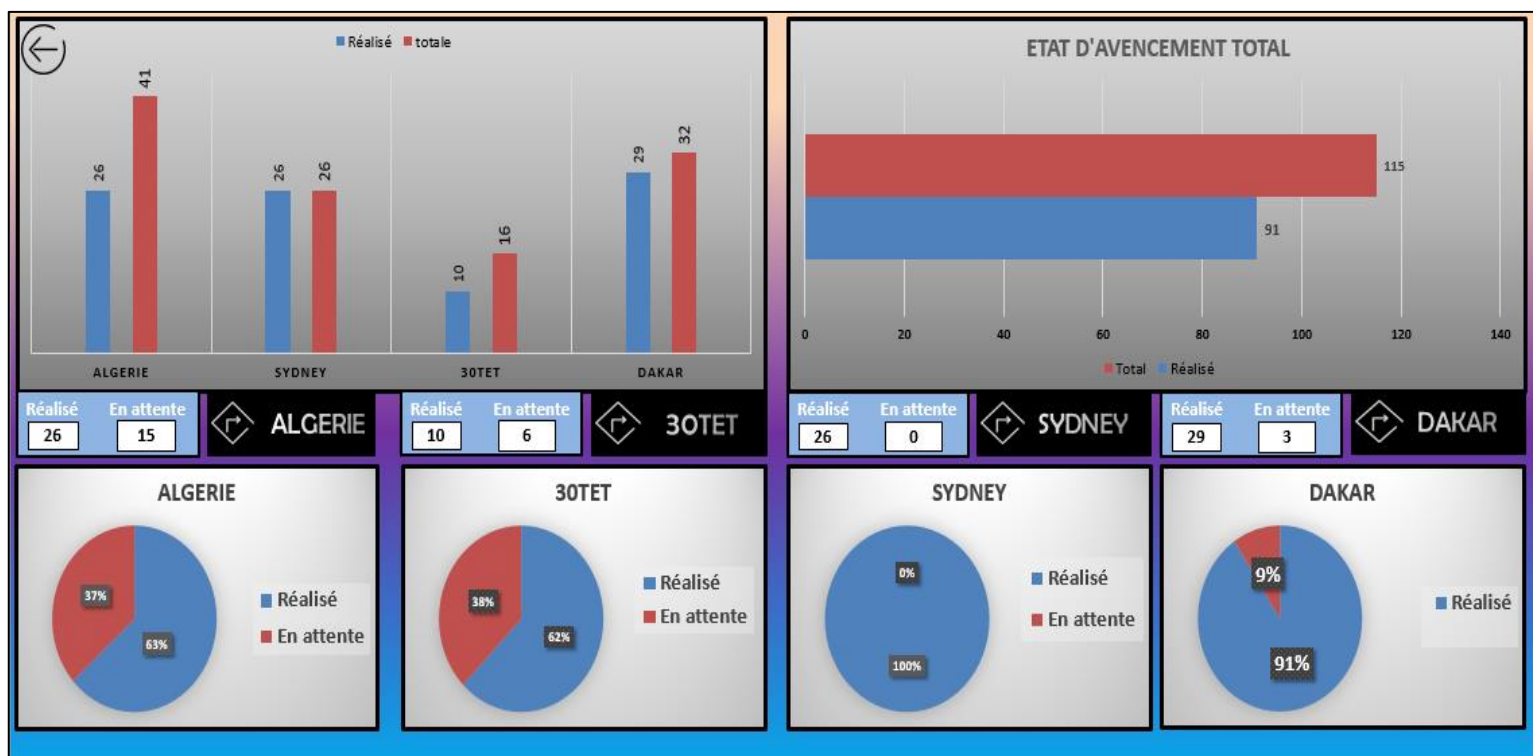 Réalisé totale
26
41
26
26
10
16
29
32
ALGERIE SYDNEY 30TET DAKAR
ETAT D'AVENCEMENT TOTAL
115
91
0 20 40 60 80 100 120 140
Total Réalisé
Réalisé En attente
26 15
ALGERIE
Réalisé En attente
10 6
30TET
Réalisé En attente
26 0
SYDNEY
Réalisé En attente
29 3
DAKAR
ALGERIE
37%
63%
Réalisé
En attente
30TET
38%
62%
Réalisé
En attente
SYDNEY
0%
100%
Réalisé
En attente
DAKAR
9%
91%
Réalisé